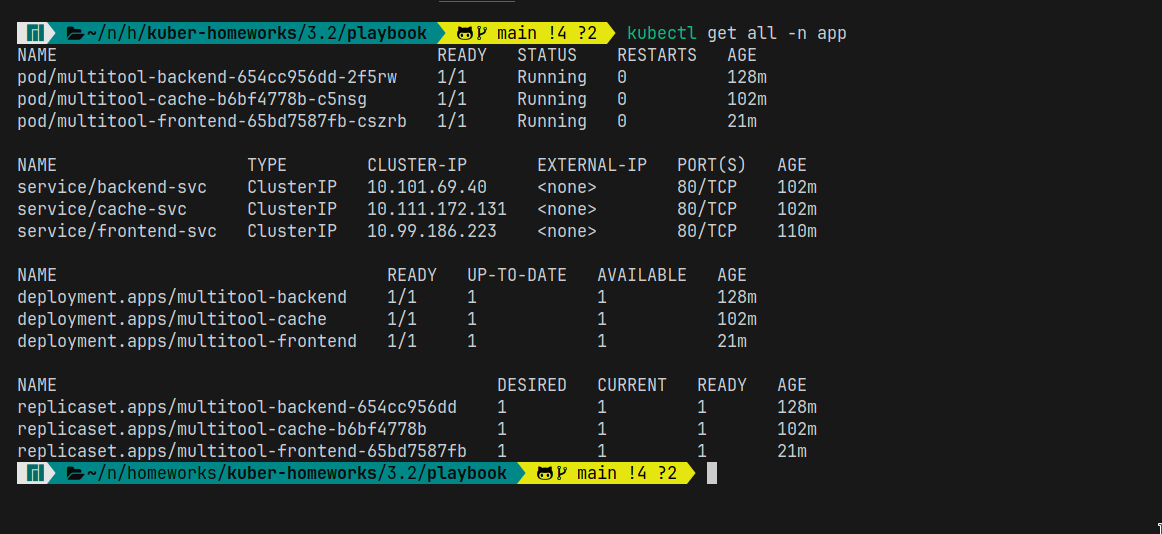 ~/n/h/kuber-homeworks/3.2/playbook main !4 ?2 kubectl get all -n app
NAME READY STATUS RESTARTS AGE
pod/multitool-backend-654cc956dd-2f5rw 1/1 Running 0 128m
pod/multitool-cache-b6bf4778b-c5nsg 1/1 Running 0 102m
pod/multitool-frontend-65bd7587fb-cszrb 1/1 Running 0 21m

NAME TYPE CLUSTER-IP EXTERNAL-IP PORT(S) AGE
service/backend-svc ClusterIP 10.101.69.40 <none> 80/TCP 102m
service/cache-svc ClusterIP 10.111.172.131 <none> 80/TCP 102m
service/frontend-svc ClusterIP 10.99.186.223 <none> 80/TCP 110m

NAME READY UP-TO-DATE AVAILABLE AGE
deployment.apps/multitool-backend 1/1 1 1 128m
deployment.apps/multitool-cache 1/1 1 1 102m
deployment.apps/multitool-frontend 1/1 1 1 21m

NAME DESIRED CURRENT READY AGE
replicaset.apps/multitool-backend-654cc956dd 1 1 1 128m
replicaset.apps/multitool-cache-b6bf4778b 1 1 1 102m
replicaset.apps/multitool-frontend-65bd7587fb 1 1 1 21m
~/n/homeworks/kuber-homeworks/3.2/playbook main !4 ?2